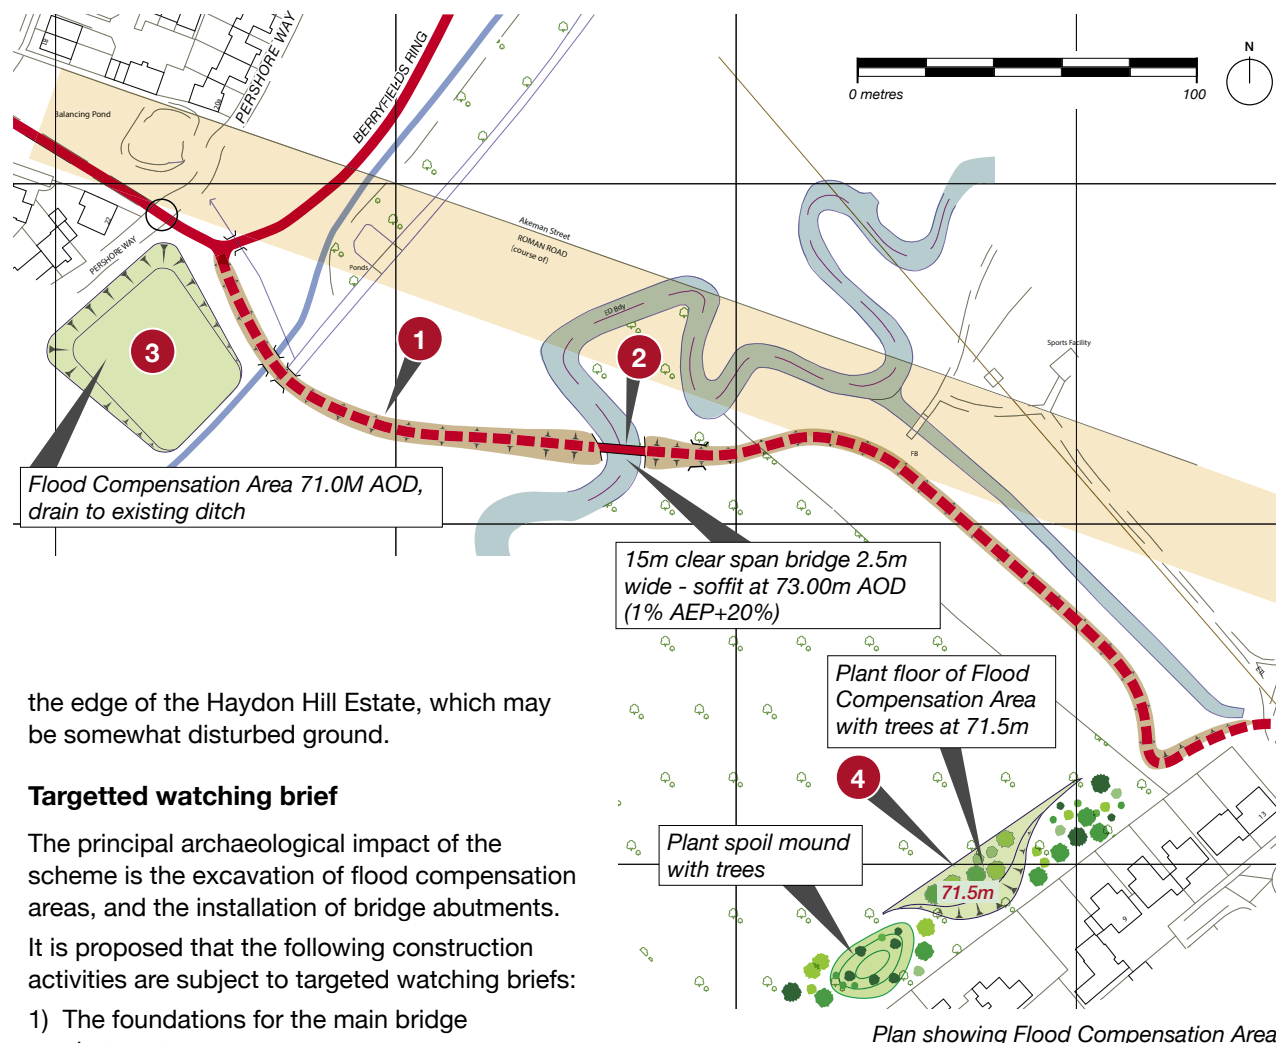 PERSHORE WAY
BERRYFIELDS RING
Balancing Pond
0 metres
100
N
Akeman Street
ROMAN ROAD
(course of)
PERSHORE WAY
Ponds
ED Bdy
Sports Facility
FB
1
2
3
Flood Compensation Area 71.0M AOD,
drain to existing ditch
15m clear span bridge 2.5m
wide - soffit at 73.00m AOD
(1% AEP+20%)
Plant floor of Flood
Compensation Area
with trees at 71.5m
4
Plant spoil mound
with trees
71.5m
13
9
the edge of the Haydon Hill Estate, which may
be somewhat disturbed ground.
Targetted watching brief
The principal archaeological impact of the
scheme is the excavation of flood compensation
areas, and the installation of bridge abutments.
It is proposed that the following construction
activities are subject to targeted watching briefs:
1) The foundations for the main bridge
Plan showing Flood Compensation Area